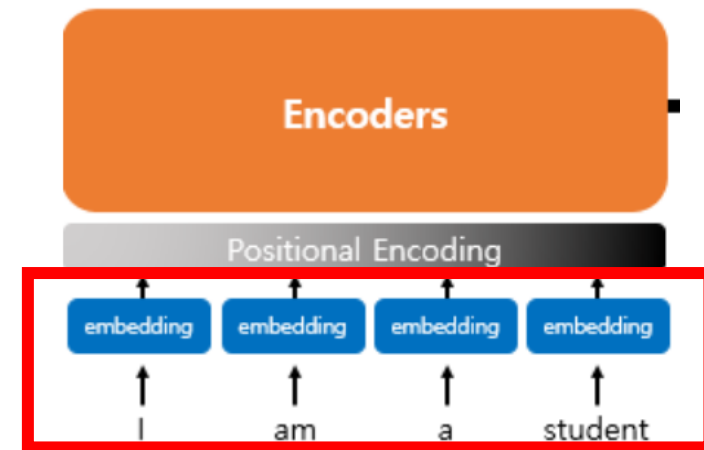 Encoders
Positional Encoding
embedding embedding embedding embedding
I am a student